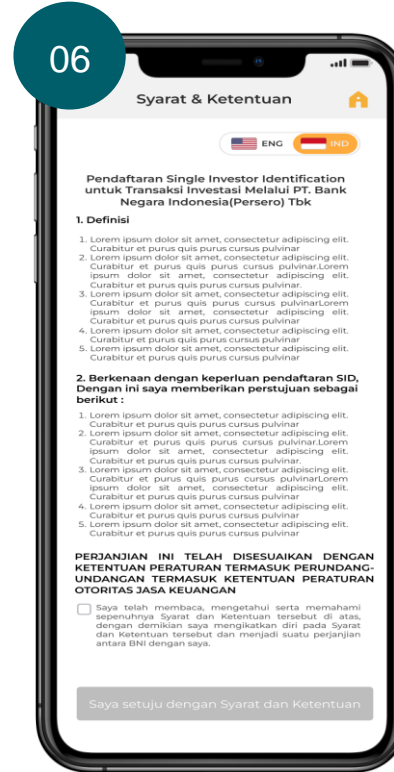 06
Syarat & Ketentuan
ENG IND
Pendaftaran Single Investor Identification
untuk Transaksi Investasi Melalui PT. Bank
Negara Indonesia(Persero) Tbk
1. Definisi
1. Lorem ipsum dolor sit amet, consectetur adipiscing elit.
Curabitur et purus quis purus cursus pulvinar
2. Lorem ipsum dolor sit amet, consectetur adipiscing elit.
Curabitur et purus quis purus cursus pulvinar.Lorem
ipsum dolor sit amet, consectetur adipiscing elit.
Curabitur et purus quis purus cursus pulvinar.
3. Lorem ipsum dolor sit amet, consectetur adipiscing elit.
Curabitur et purus quis purus cursus pulvinarLorem
ipsum dolor sit amet, consectetur adipiscing elit.
Curabitur et purus quis purus cursus pulvinar
4. Lorem ipsum dolor sit amet, consectetur adipiscing elit.
Curabitur et purus quis purus cursus pulvinar
5. Lorem ipsum dolor sit amet, consectetur adipiscing elit.
Curabitur et purus quis purus cursus pulvinar
2. Berkenaan dengan keperluan pendaftaran SID,
Dengan ini saya memberikan perstujuan sebagai
berikut :
1. Lorem ipsum dolor sit amet, consectetur adipiscing elit.
Curabitur et purus quis purus cursus pulvinar
2. Lorem ipsum dolor sit amet, consectetur adipiscing elit.
Curabitur et purus quis purus cursus pulvinar.Lorem
ipsum dolor sit amet, consectetur adipiscing elit.
Curabitur et purus quis purus cursus pulvinar.
3. Lorem ipsum dolor sit amet, consectetur adipiscing elit.
Curabitur et purus quis purus cursus pulvinarLorem
ipsum dolor sit amet, consectetur adipiscing elit.
Curabitur et purus quis purus cursus pulvinar
4. Lorem ipsum dolor sit amet, consectetur adipiscing elit.
Curabitur et purus quis purus cursus pulvinar
5. Lorem ipsum dolor sit amet, consectetur adipiscing elit.
Curabitur et purus quis purus cursus pulvinar
PERJANJIAN INI TELAH DISESUAIKAN DENGAN
KETENTUAN PERATURAN TERMASUK PERUNDANG-
UNDANGAN TERMASUK KETENTUAN PERATURAN
OTORITAS JASA KEUANGAN
Saya telah membaca, mengetahui serta memahami
sepenuhnya Syarat dan Ketentuan tersebut di atas,
dengan demikian saya mengikatkan diri pada Syarat
dan Ketentuan tersebut dan menjadi suatu perjanjian
antara BNI dengan saya.
Saya setuju dengan Syarat dan Ketentuan